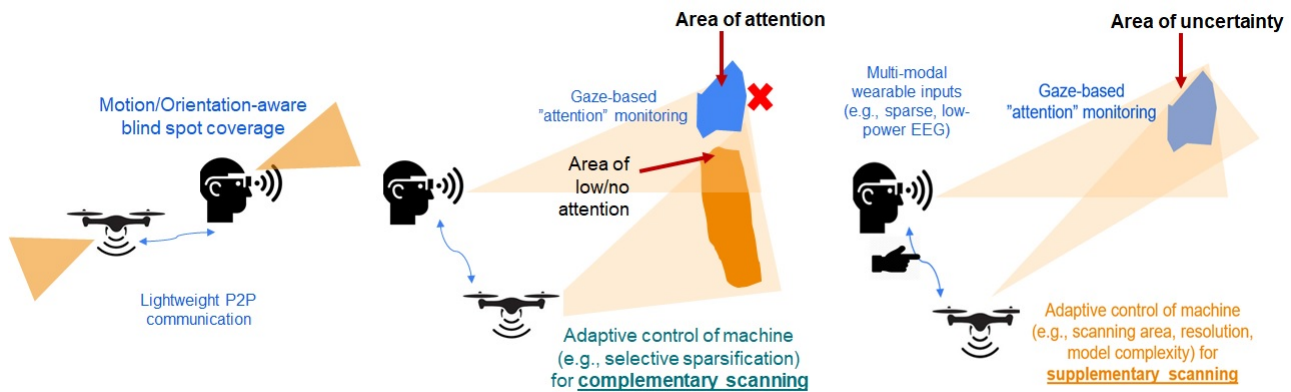 Motion/Orientation-aware
blind spot coverage
Lightweight P2P
communication
Area of attention
Gaze-based
"attention" monitoring
Area of
low/no
attention
Adaptive control of machine
(e.g., selective sparsification)
for complementary scanning
Area of uncertainty
Multi-modal
wearable inputs
(e.g., sparse, low-
power EEG)
Gaze-based
"attention" monitoring
Adaptive control of machine
(e.g., scanning area, resolution,
model complexity) for
supplementary scanning